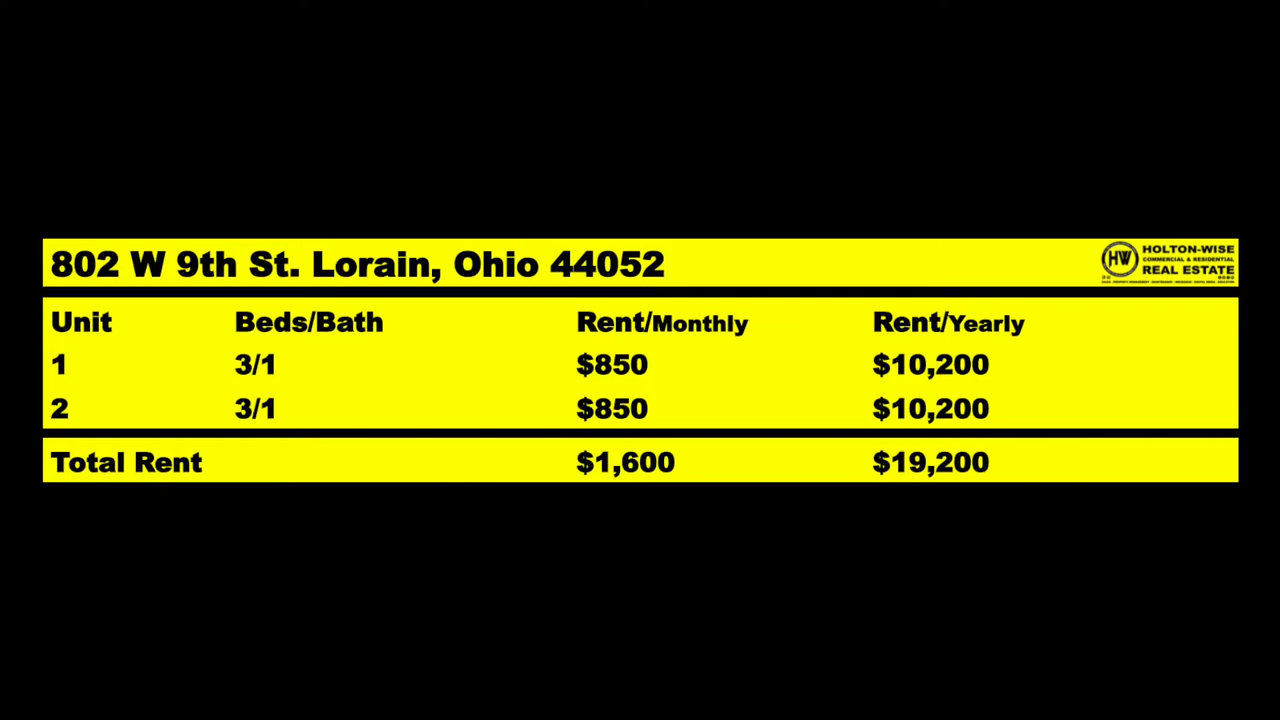 802 W 9th St. Lorain, Ohio 44052
HOLTON-WISE
COMMERCIAL & RESIDENTIAL
REAL ESTATE
HW
Unit Beds/Bath Rent/Monthly Rent/Yearly
1 3/1 $850 $10,200
2 3/1 $850 $10,200
Total Rent $1,600 $19,200